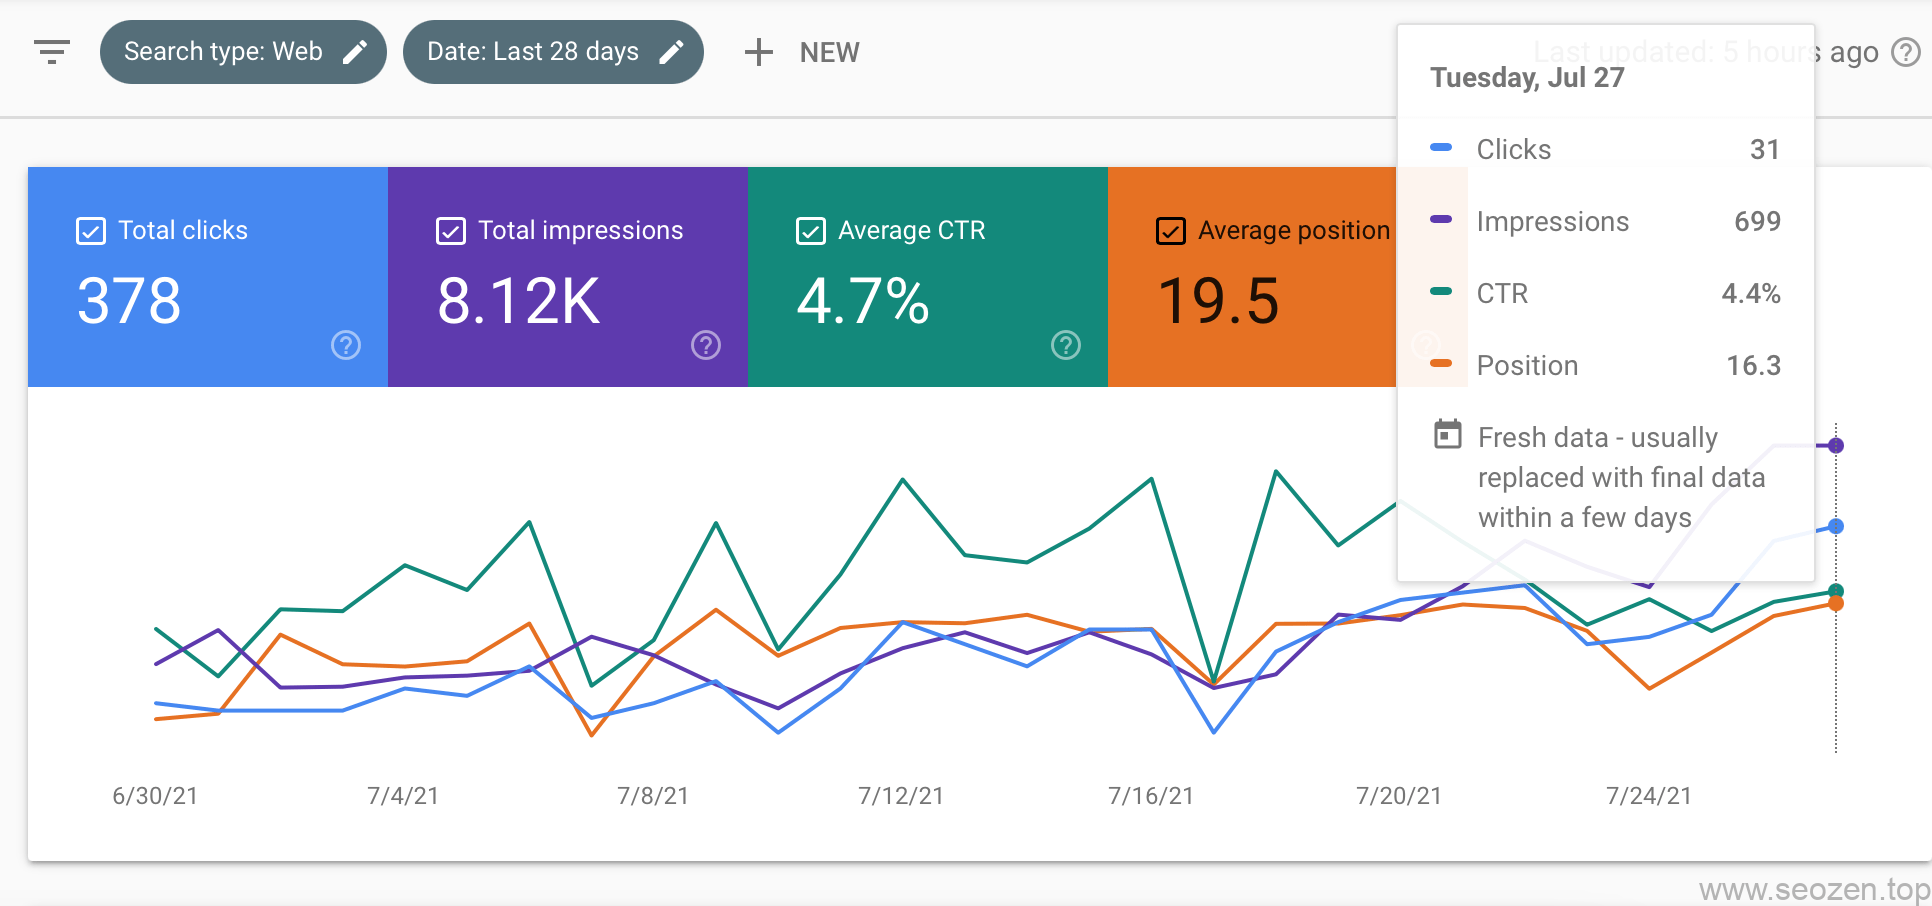 Search type: Web
Date: Last 28 days
NEW
Last updated: 5 hours ago
Tuesday, Jul 27
Clicks 31
Impressions 699
CTR 4.4%
Position 16.3
Fresh data - usually
replaced with final data
within a few days
Total clicks
378
Total impressions
8.12K
Average CTR
4.7%
Average position
19.5
6/30/21 7/4/21 7/8/21 7/12/21 7/16/21 7/20/21 7/24/21
www.seozen.top